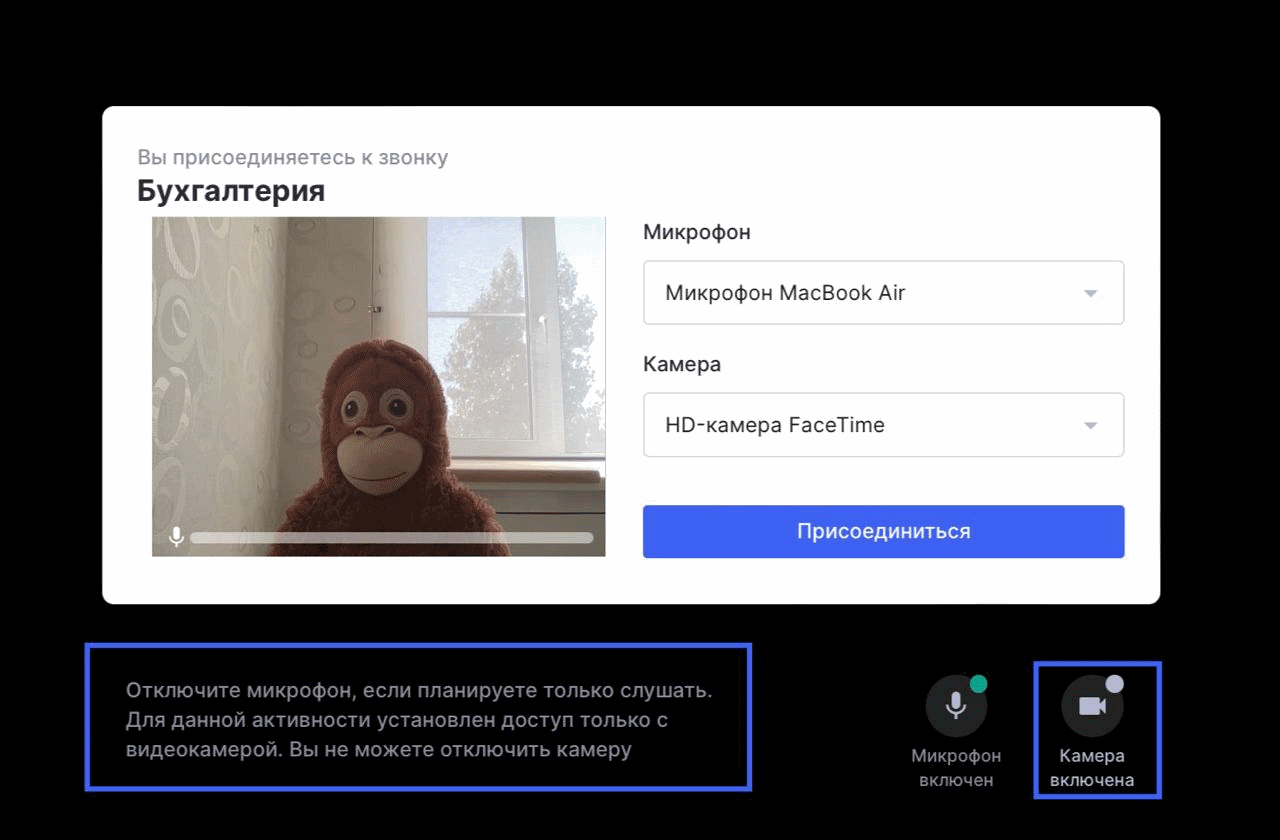 Вы присоединяетесь к звонку
Бухгалтерия
Микрофон
Микрофон MacBook Air
Камера
HD-камера FaceTime
Присоединиться
Отключите микрофон, если планируете только слушать.
Для данной активности установлен доступ только с
видеокамерой. Вы не можете отключить камеру
Микрофон
включен
Камера
включена